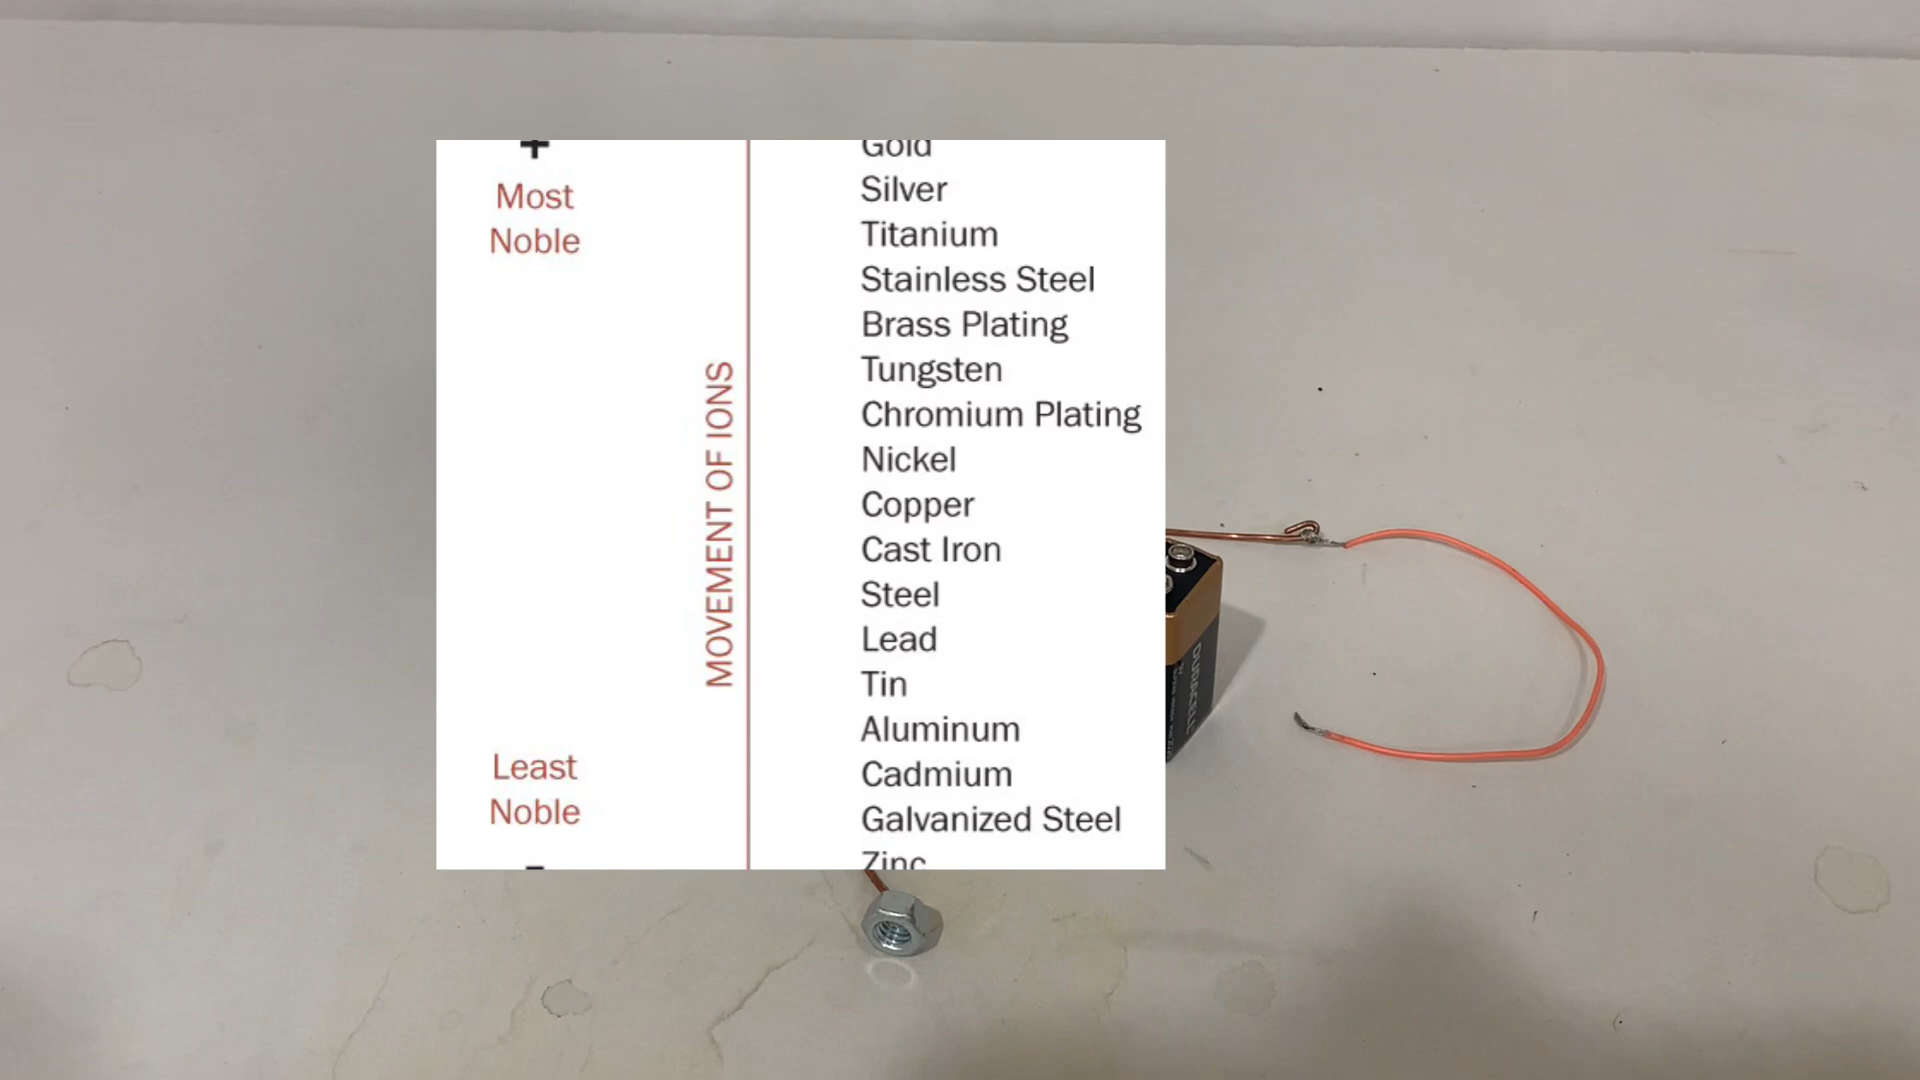 +
Most
Noble
MOVEMENT OF IONS
Least
Noble
-
Gold
Silver
Titanium
Stainless Steel
Brass Plating
Tungsten
Chromium Plating
Nickel
Copper
Cast Iron
Steel
Lead
Tin
Aluminum
Cadmium
Galvanized Steel
Zinc
DURACELL